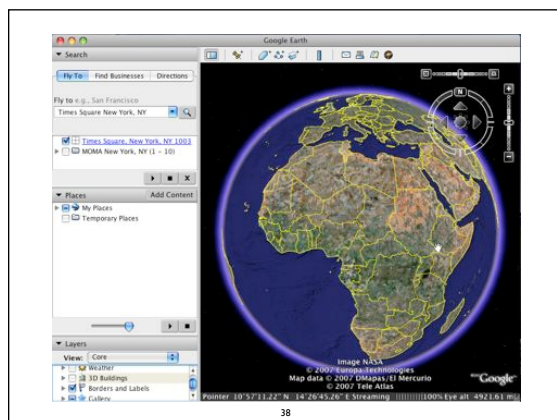 Google Earth
Search
Fly To
Find Businesses
Directions
Fly to e.g., San Francisco
Times Square New York, NY
Times Square, New York, NY 1003
MOMA New York, NY (1 - 10)
Places
Add Content
My Places
Temporary Places
Layers
View: Core
Weather
3D Buildings
Borders and Labels
Gallery
N
Image NASA
© 2007 Europa Technologies
Map data © 2007 DMapas/El Mercurio
© 2007 Tele Atlas
Google
Pointer 10°57'11.22" N 14°26'45.26" E Streaming 100% Eye alt 4921.61 mi
38